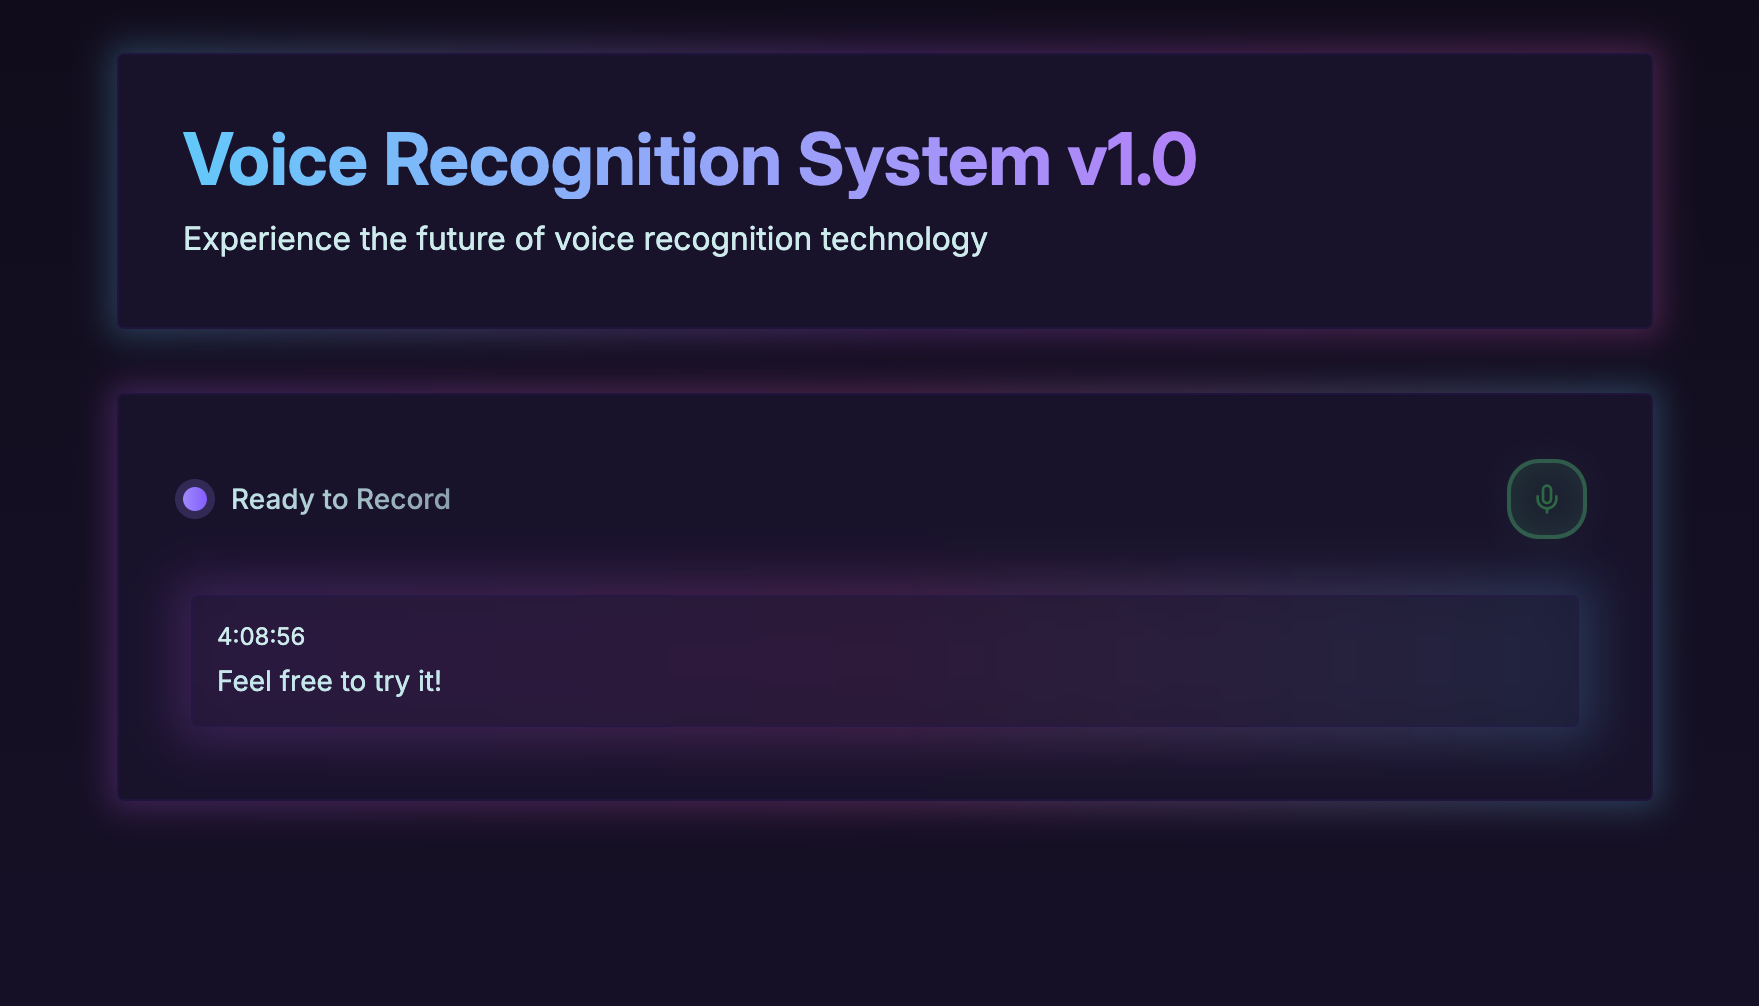 Voice Recognition System v1.0
Experience the future of voice recognition technology
Ready to Record
4:08:56
Feel free to try it!